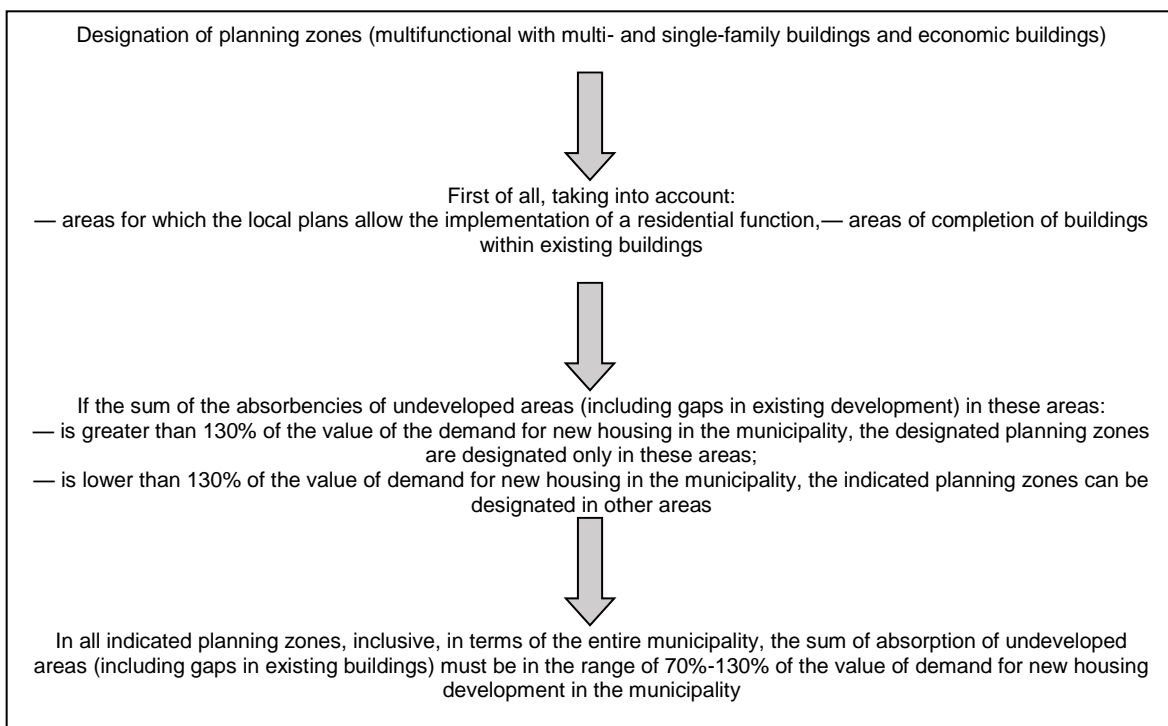 Designation of planning zones (multifunctional with multi- and single-family buildings and economic buildings)
First of all, taking into account:
— areas for which the local plans allow the implementation of a residential function,— areas of completion of buildings
within existing buildings
If the sum of the absorbencies of undeveloped areas (including gaps in existing development) in these areas:
— is greater than 130% of the value of the demand for new housing in the municipality, the designated planning zones
are designated only in these areas;
— is lower than 130% of the value of demand for new housing in the municipality, the indicated planning zones can be
designated in other areas
In all indicated planning zones, inclusive, in terms of the entire municipality, the sum of absorption of undeveloped
areas (including gaps in existing buildings) must be in the range of 70%-130% of the value of demand for new housing
development in the municipality